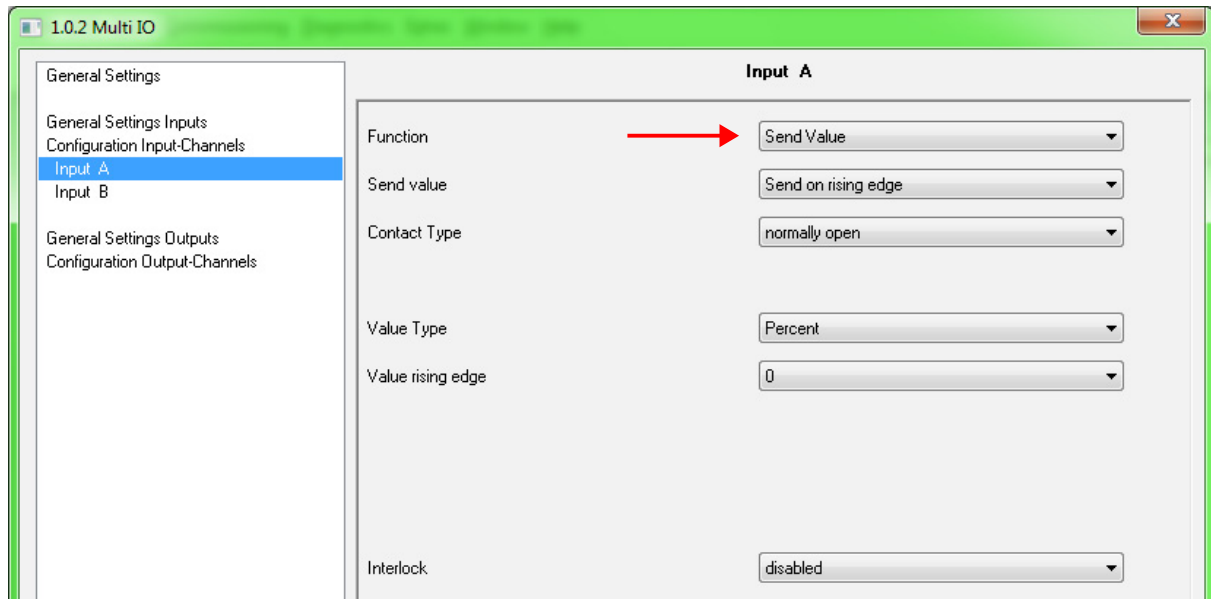 1.0.2 Multi IO
General Settings
General Settings Inputs
Configuration Input-Channels
Input A
Input B
General Settings Outputs
Configuration Output-Channels
Input A
Function Send Value
Send value Send on rising edge
Contact Type normally open
Value Type Percent
Value rising edge 0
Interlock disabled